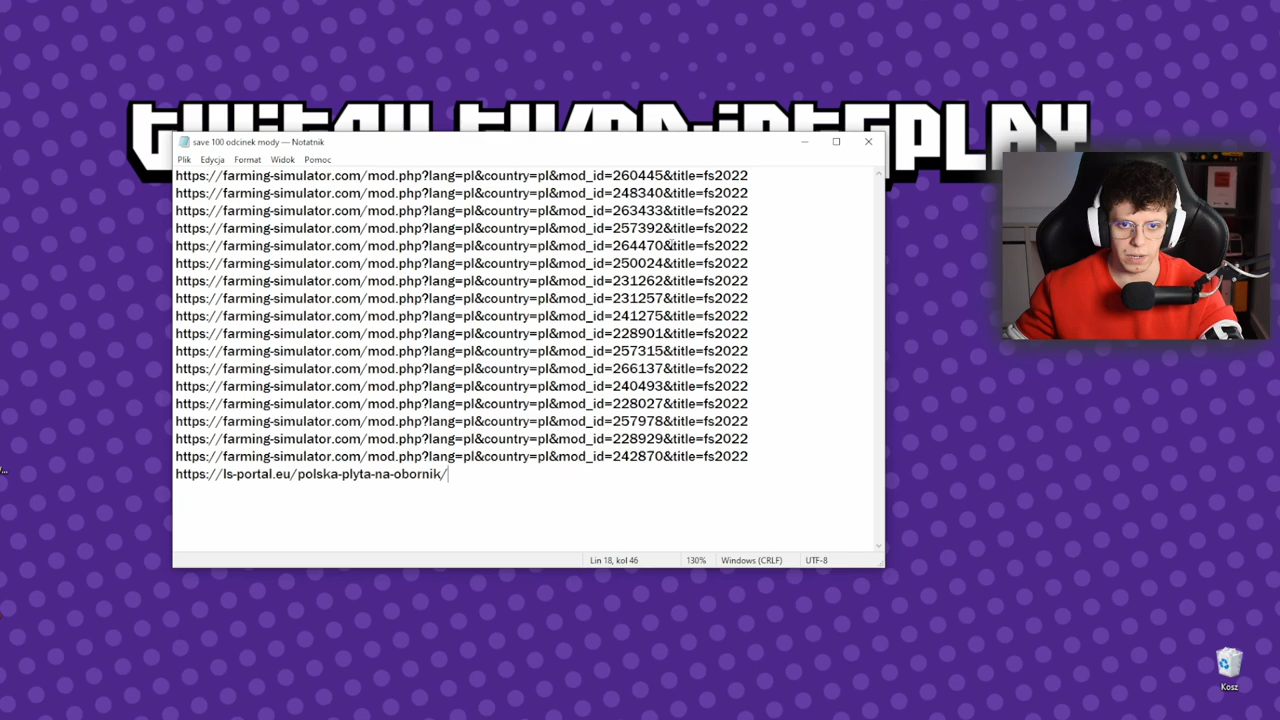 save 100 odcinek mody — Notatnik
Plik Edycja Format Widok Pomoc
https://farming-simulator.com/mod.php?lang=pl&country=pl&mod_id=260445&title=fs2022
https://farming-simulator.com/mod.php?lang=pl&country=pl&mod_id=248340&title=fs2022
https://farming-simulator.com/mod.php?lang=pl&country=pl&mod_id=263433&title=fs2022
https://farming-simulator.com/mod.php?lang=pl&country=pl&mod_id=257392&title=fs2022
https://farming-simulator.com/mod.php?lang=pl&country=pl&mod_id=264470&title=fs2022
https://farming-simulator.com/mod.php?lang=pl&country=pl&mod_id=250024&title=fs2022
https://farming-simulator.com/mod.php?lang=pl&country=pl&mod_id=231262&title=fs2022
https://farming-simulator.com/mod.php?lang=pl&country=pl&mod_id=231257&title=fs2022
https://farming-simulator.com/mod.php?lang=pl&country=pl&mod_id=241275&title=fs2022
https://farming-simulator.com/mod.php?lang=pl&country=pl&mod_id=228901&title=fs2022
https://farming-simulator.com/mod.php?lang=pl&country=pl&mod_id=257315&title=fs2022
https://farming-simulator.com/mod.php?lang=pl&country=pl&mod_id=266137&title=fs2022
https://farming-simulator.com/mod.php?lang=pl&country=pl&mod_id=240493&title=fs2022
https://farming-simulator.com/mod.php?lang=pl&country=pl&mod_id=228027&title=fs2022
https://farming-simulator.com/mod.php?lang=pl&country=pl&mod_id=257978&title=fs2022
https://farming-simulator.com/mod.php?lang=pl&country=pl&mod_id=228929&title=fs2022
https://farming-simulator.com/mod.php?lang=pl&country=pl&mod_id=242870&title=fs2022
https://ls-portal.eu/polska-plyta-na-obornik/
Lin 18, kol 46 130% Windows (CRLF) UTF-8
Kosz